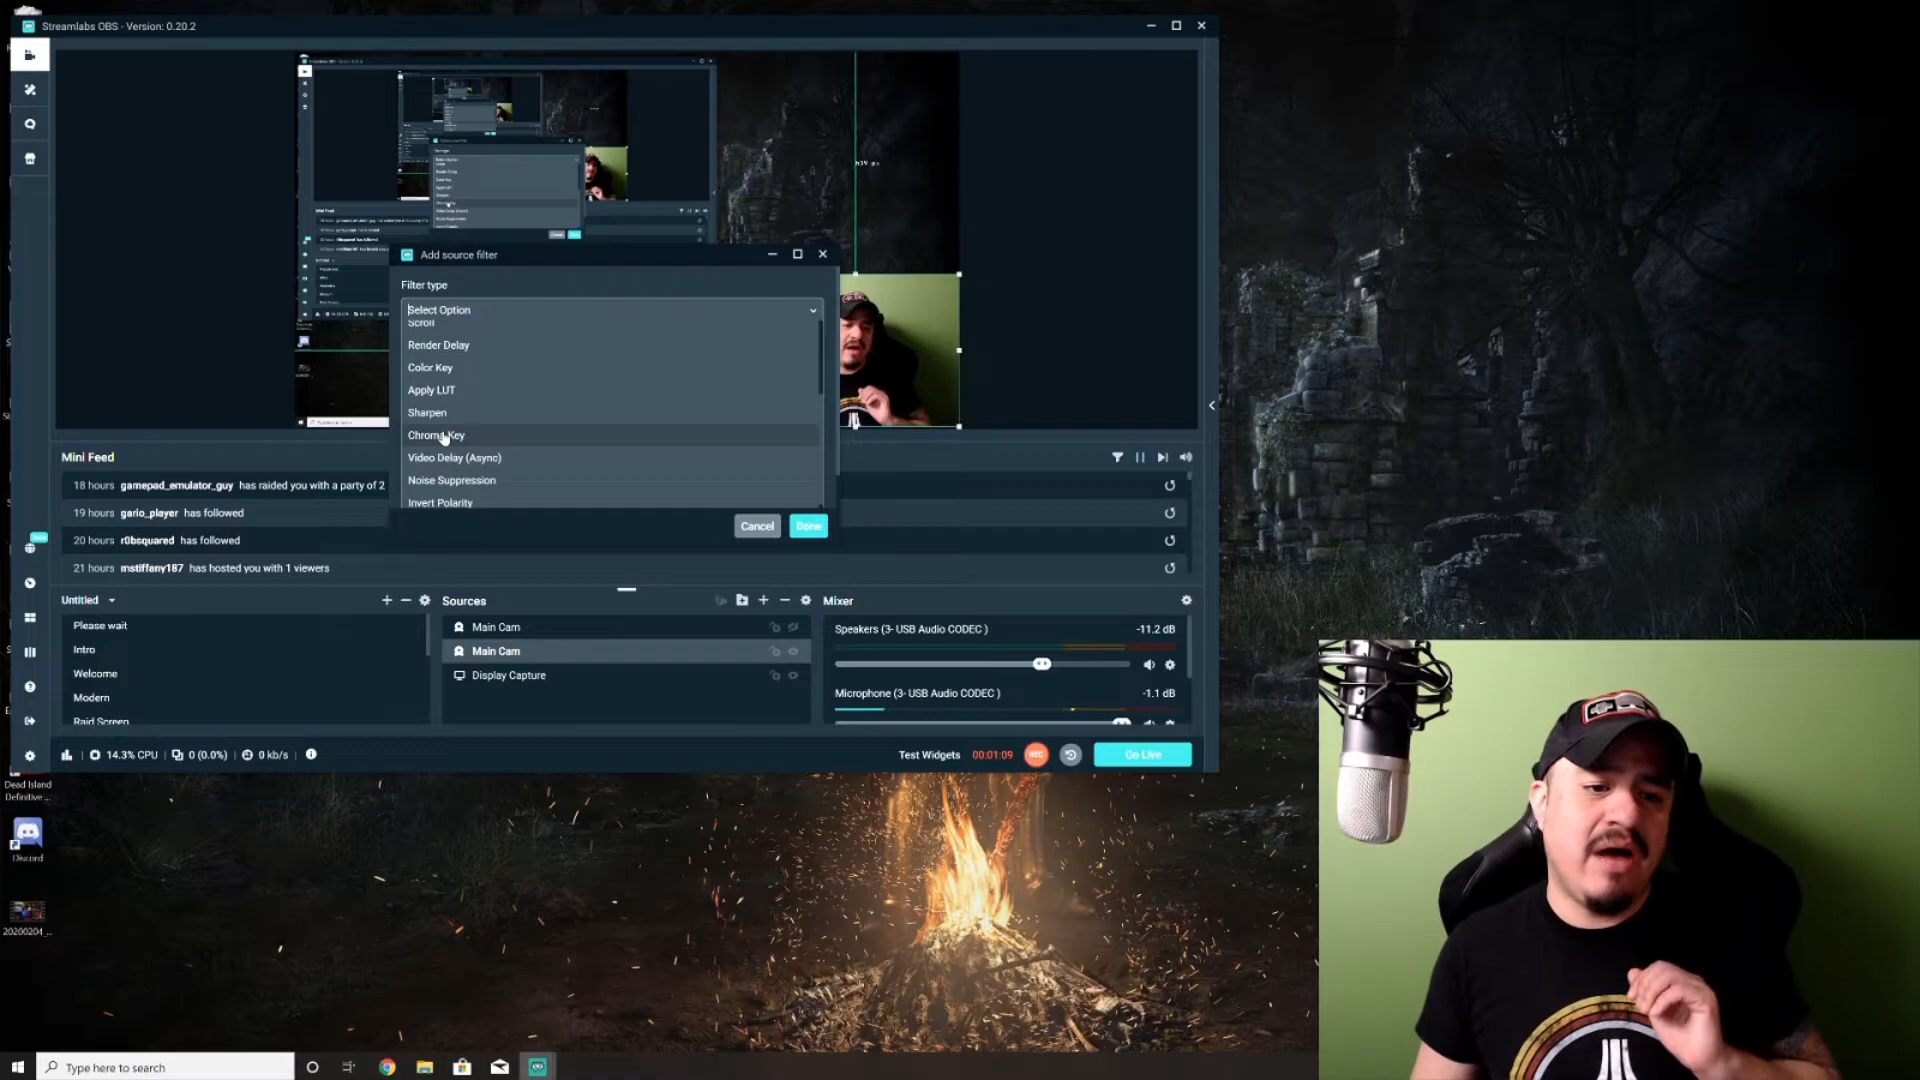 Streamlabs OBS - Version: 0.20.2
Mini Feed
h39 px
Add source filter
Filter type
Select Option
Scroll
Render Delay
Color Key
Apply LUT
Sharpen
Chroma Key
Video Delay (Async)
Noise Suppression
Invert Polarity
Cancel
Done
Mini Feed
18 hours gamepad_emulator_guy has raided you with a party of 2
19 hours gario_player has followed
20 hours r0bsquared has followed
21 hours mstiffany187 has hosted you with 1 viewers
Untitled
Please wait
Intro
Welcome
Modern
Raid Screen
Sources
Main Cam
Main Cam
Display Capture
Mixer
Speakers (3- USB Audio CODEC ) -11.2 dB
Microphone (3- USB Audio CODEC ) -1.1 dB
14.3% CPU
0 (0.0%)
0 kb/s
Test Widgets
00:01:09
REC
Go Live
Dead Island
Definitive ...
Discord
20200204_...
Type here to search